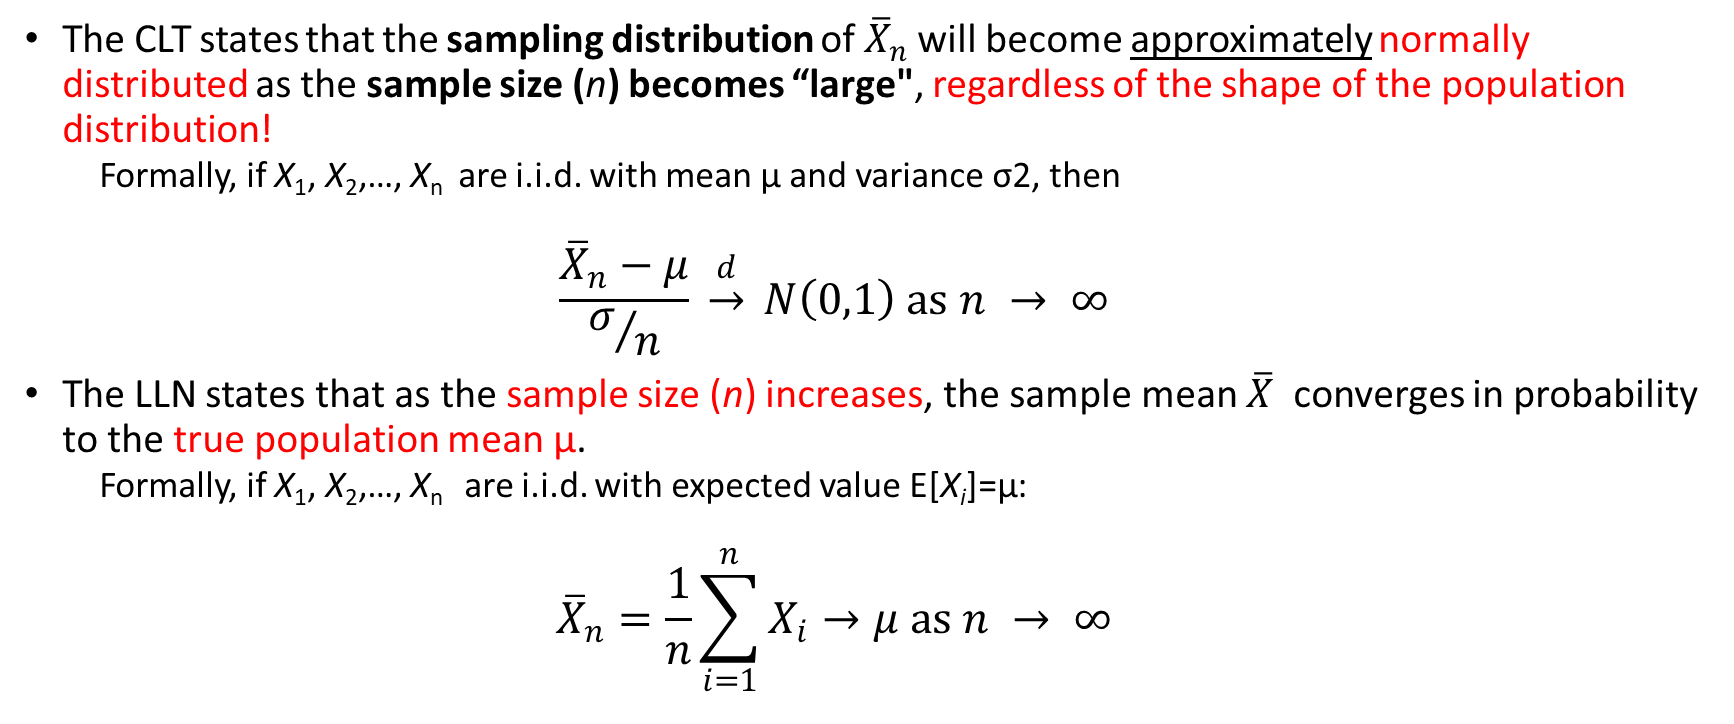 • The CLT states that the sampling distribution of X̄ₙ will become approximately normally
distributed as the sample size (n) becomes “large", regardless of the shape of the population
distribution!
Formally, if X₁, X₂,…, Xₙ are i.i.d. with mean μ and variance σ2, then
(X̄ₙ − μ) / (σ/n) →ᵈ N(0,1) as n → ∞
• The LLN states that as the sample size (n) increases, the sample mean X̄ converges in probability
to the true population mean μ.
Formally, if X₁, X₂,…, Xₙ are i.i.d. with expected value E[Xᵢ]=μ:
X̄ₙ = 1/n ∑ᵢ₌₁ⁿ Xᵢ → μ as n → ∞